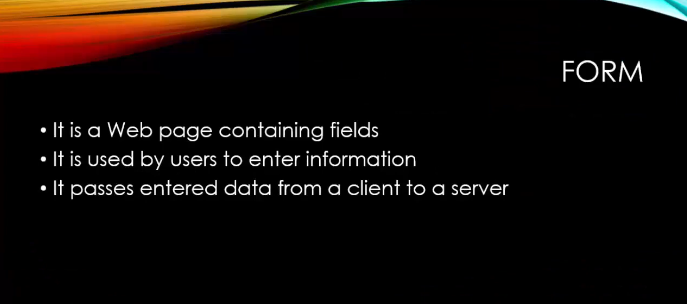 FORM
• It is a Web page containing fields
• It is used by users to enter information
• It passes entered data from a client to a server